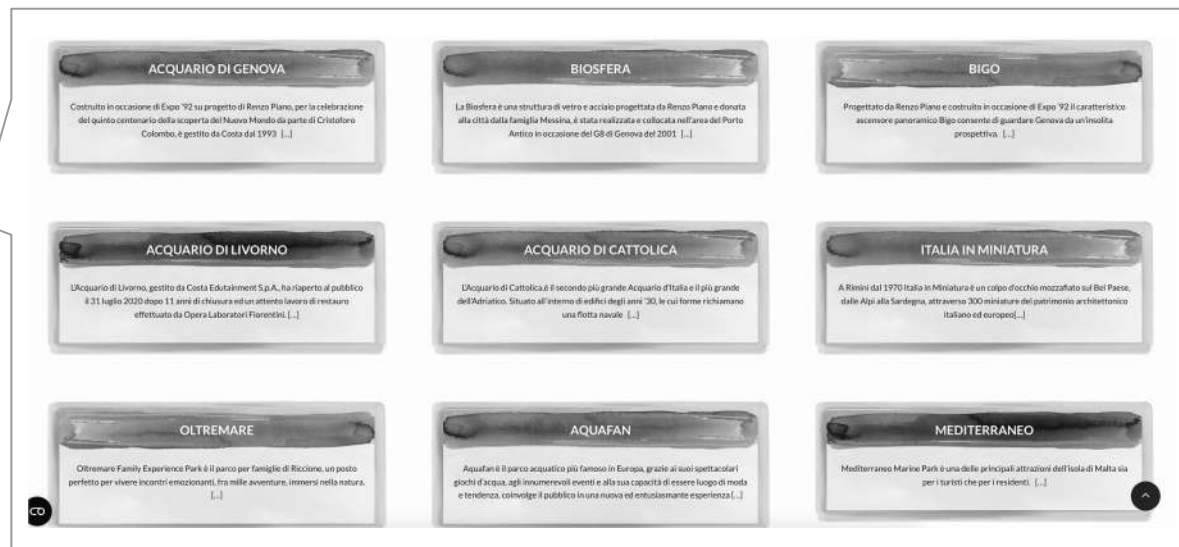 ACQUARIO DI GENOVA
Costruito in occasione di Expo '92 su progetto di Renzo Piano, per la celebrazione
del quinto centenario della scoperta del Nuovo Mondo da parte di Cristoforo
Colombo, è gestito da Costa dal 1993 [...]
BIOSFERA
La Biosfera è una struttura di vetro e acciaio progettata da Renzo Piano e donata
alla città dalla famiglia Messina, è stata realizzata e collocata nell'area del Porto
Antico in occasione del G8 di Genova del 2001 [...]
BIGO
Progettato da Renzo Piano e costruito in occasione di Expo '92 il caratteristico
ascensore panoramico Bigo consente di guardare Genova da un'insolita
prospettiva. [...]
ACQUARIO DI LIVORNO
L'Acquario di Livorno, gestito da Costa Edutainment S.p.A., ha riaperto al pubblico
il 31 luglio 2020 dopo 11 anni di chiusura ed un attento lavoro di restauro
effettuato da Opera Laboratori Fiorentini. [...]
ACQUARIO DI CATTOLICA
L'Acquario di Cattolica,è il secondo più grande Acquario d'Italia e il più grande
dell'Adriatico. Situato all'interno di edifici degli anni '30, le cui forme richiamano
una flotta navale [...]
ITALIA IN MINIATURA
A Rimini dal 1970 Italia in Miniatura è un colpo d'occhio mozzafiato sul Bel Paese,
dalle Alpi alla Sardegna, attraverso 300 miniature del patrimonio architettonico
italiano ed europeo[...]
OLTREMARE
Oltremare Family Experience Park è il parco per famiglie di Riccione, un posto
perfetto per vivere incontri emozionanti, fra mille avventure, immersi nella natura.
[...]
AQUAFAN
Aquafan è il parco acquatico più famoso in Europa, grazie ai suoi spettacolari
giochi d'acqua, agli innumerevoli eventi e alla sua capacità di essere luogo di moda
e tendenza, coinvolge il pubblico in una nuova ed entusiasmante esperienza [...]
MEDITERRANEO
Mediterraneo Marine Park è una delle principali attrazioni dell'isola di Malta sia
per i turisti che per i residenti. [...]